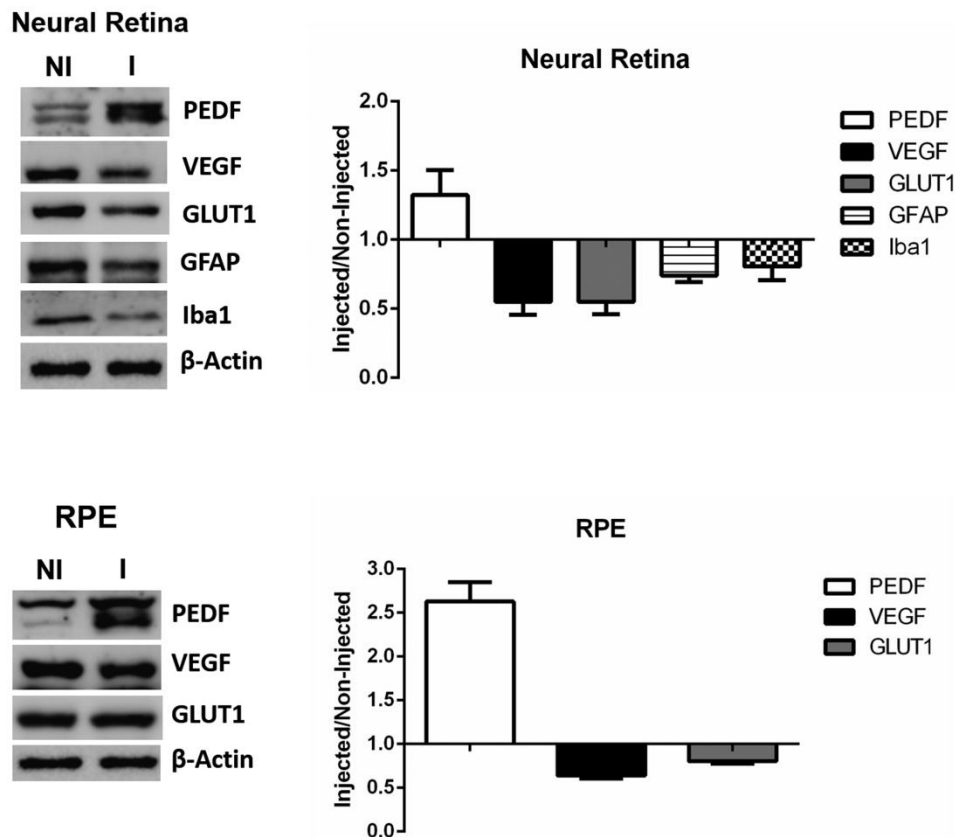 Neural Retina
NI I
PEDF
VEGF
GLUT1
GFAP
Iba1
β-Actin
Neural Retina
Injected/Non-Injected
2.0
1.5
1.0
0.5
0.0
PEDF
VEGF
GLUT1
GFAP
Iba1
RPE
NI I
PEDF
VEGF
GLUT1
β-Actin
RPE
Injected/Non-Injected
3.0
2.5
2.0
1.5
1.0
0.5
0.0
PEDF
VEGF
GLUT1